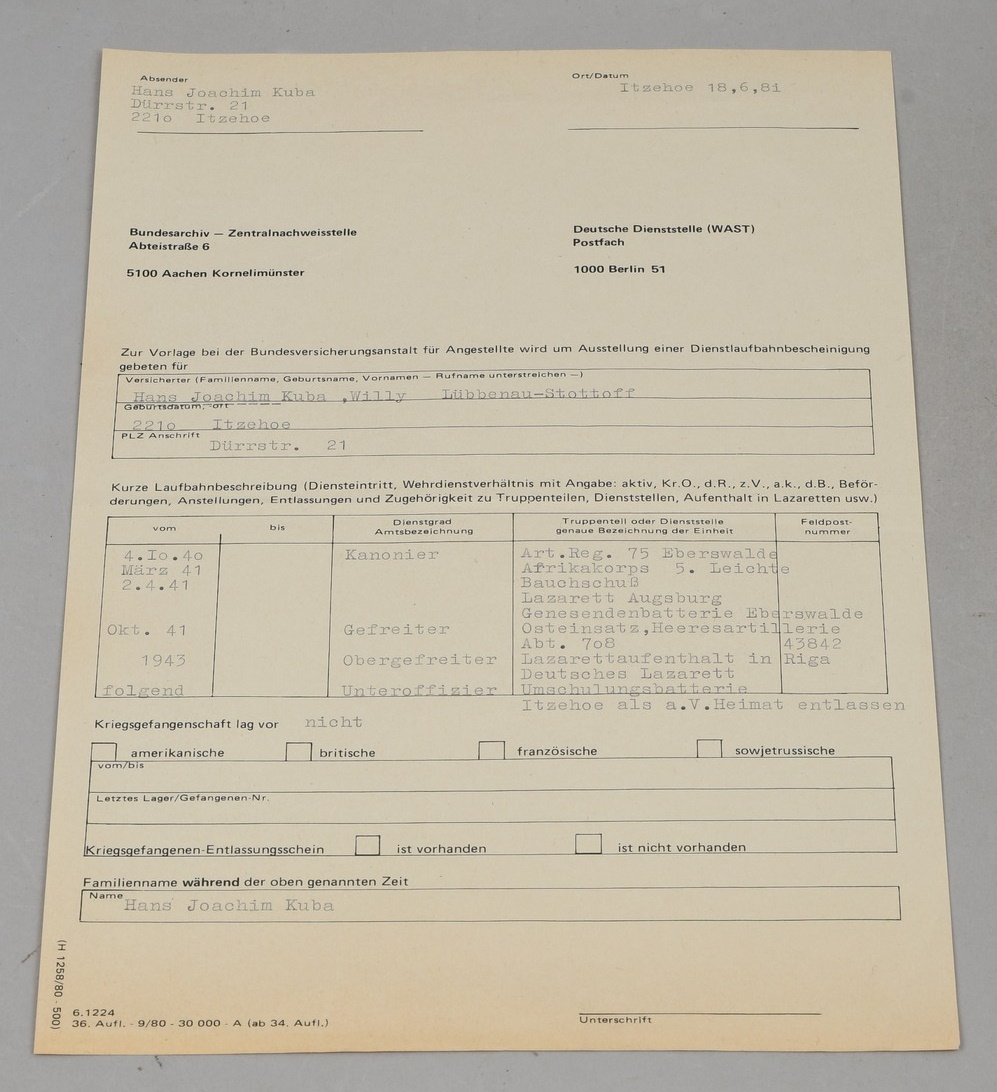 Absender
Hans Joachim Kuba
Dürrstr. 21
221o Itzehoe
Ort/Datum
Itzehoe 18,6,81
Bundesarchiv — Zentralnachweisstelle
Abteistraße 6
5100 Aachen Kornelimünster
Deutsche Dienststelle (WAST)
Postfach
1000 Berlin 51
Zur Vorlage bei der Bundesversicherungsanstalt für Angestellte wird um Ausstellung einer Dienstlaufbahnbescheinigung
gebeten für
Versicherter (Familienname, Geburtsname, Vornamen — Rufname unterstreichen —)
Hans Joachim Kuba ,Willy Lübbenau-Stottoff
Geburtsdatum, -ort
221o Itzehoe
PLZ Anschrift
Dürrstr. 21
Kurze Laufbahnbeschreibung (Diensteintritt, Wehrdienstverhältnis mit Angabe: aktiv, Kr.O., d.R., z.V., a.k., d.B., Beför-
derungen, Anstellungen, Entlassungen und Zugehörigkeit zu Truppenteilen, Dienststellen, Aufenthalt in Lazaretten usw.)
vom bis Dienstgrad Amtsbezeichnung Truppenteil oder Dienststelle genaue Bezeichnung der Einheit Feldpost-nummer
4.Io.4o Kanonier Art.Reg. 75 Eberswalde
März 41 Afrikakorps 5. Leichte
2.4.41 Bauchschuß
Lazarett Augsburg
Genesendenbatterie Eberswalde
Okt. 41 Gefreiter Osteinsatz,Heeresartillerie
Abt. 7o8 43842
1943 Obergefreiter Lazarettaufenthalt in Riga
Deutsches Lazarett
folgend Unteroffizier Umschulungsbatterie
Itzehoe als a.V.Heimat entlassen
Kriegsgefangenschaft lag vor nicht
amerikanische britische französische sowjetrussische
vom/bis
Letztes Lager/Gefangenen-Nr.
Kriegsgefangenen-Entlassungsschein ist vorhanden ist nicht vorhanden
Familienname während der oben genannten Zeit
Name
Hans Joachim Kuba
(H 1258/80 - 500)
6.1224
36. Aufl. - 9/80 - 30 000 - A (ab 34. Aufl.)
Unterschrift